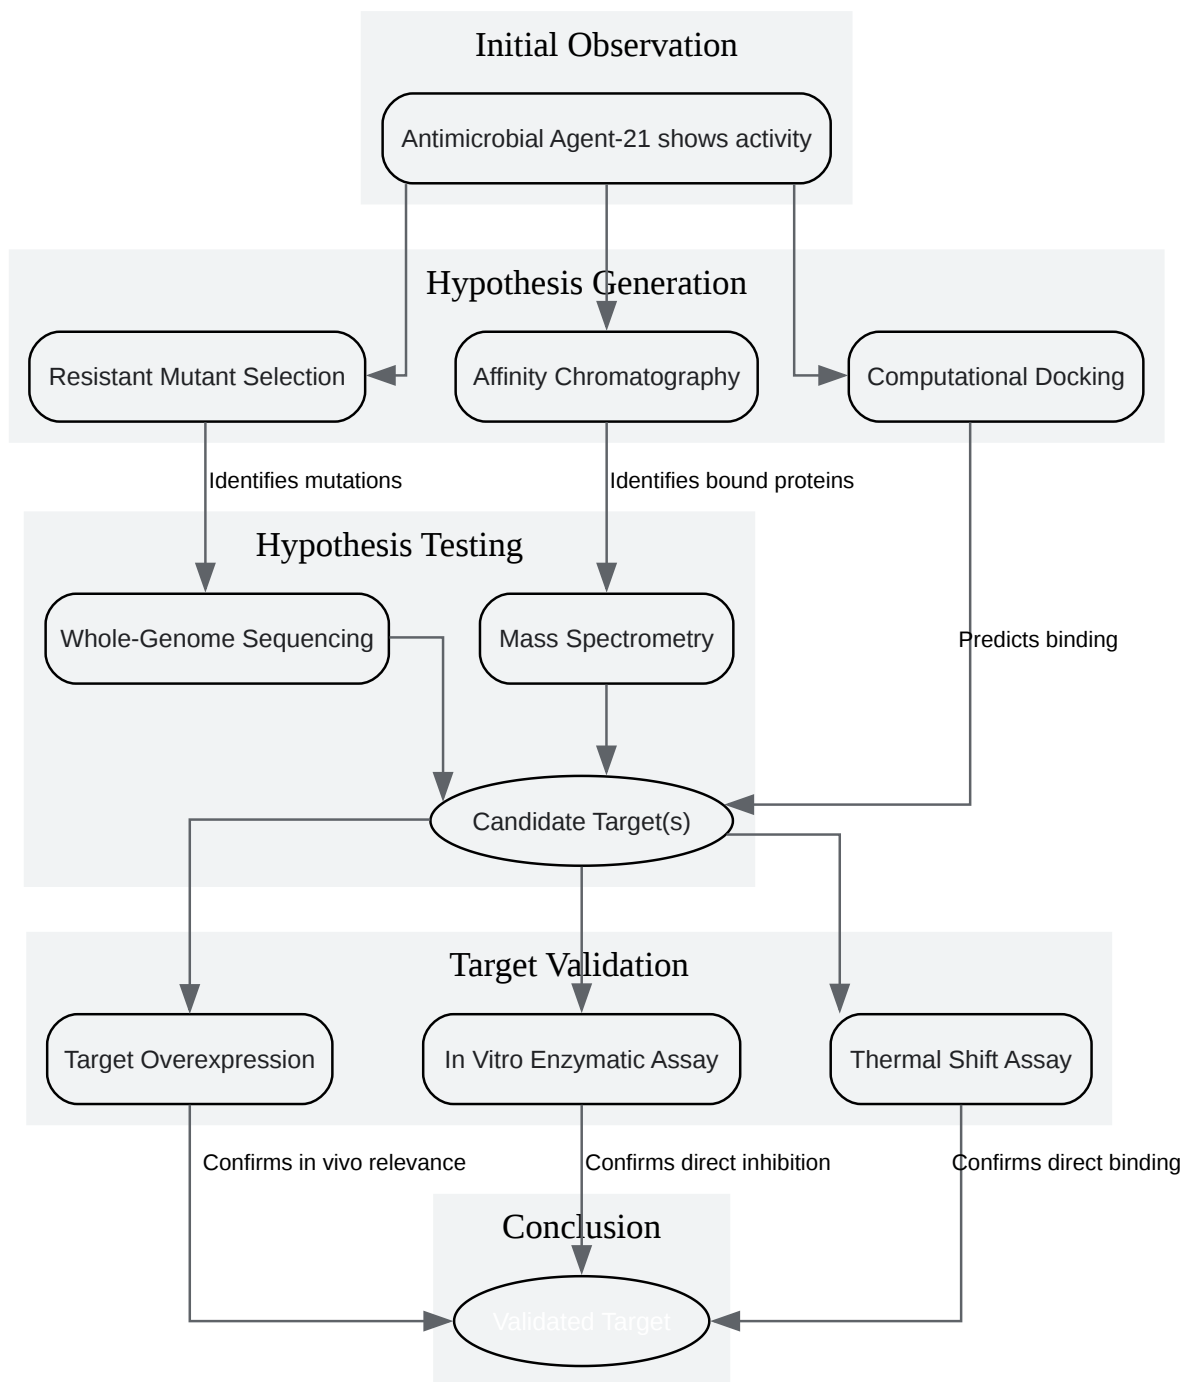 Initial Observation
Antimicrobial Agent-21 shows activity
Hypothesis Generation
Resistant Mutant Selection
Affinity Chromatography
Computational Docking
Identifies mutations
Identifies bound proteins
Hypothesis Testing
Whole-Genome Sequencing
Mass Spectrometry
Predicts binding
Candidate Target(s)
Target Validation
Target Overexpression
In Vitro Enzymatic Assay
Thermal Shift Assay
Confirms in vivo relevance
Confirms direct inhibition
Confirms direct binding
Conclusion
Validated Target